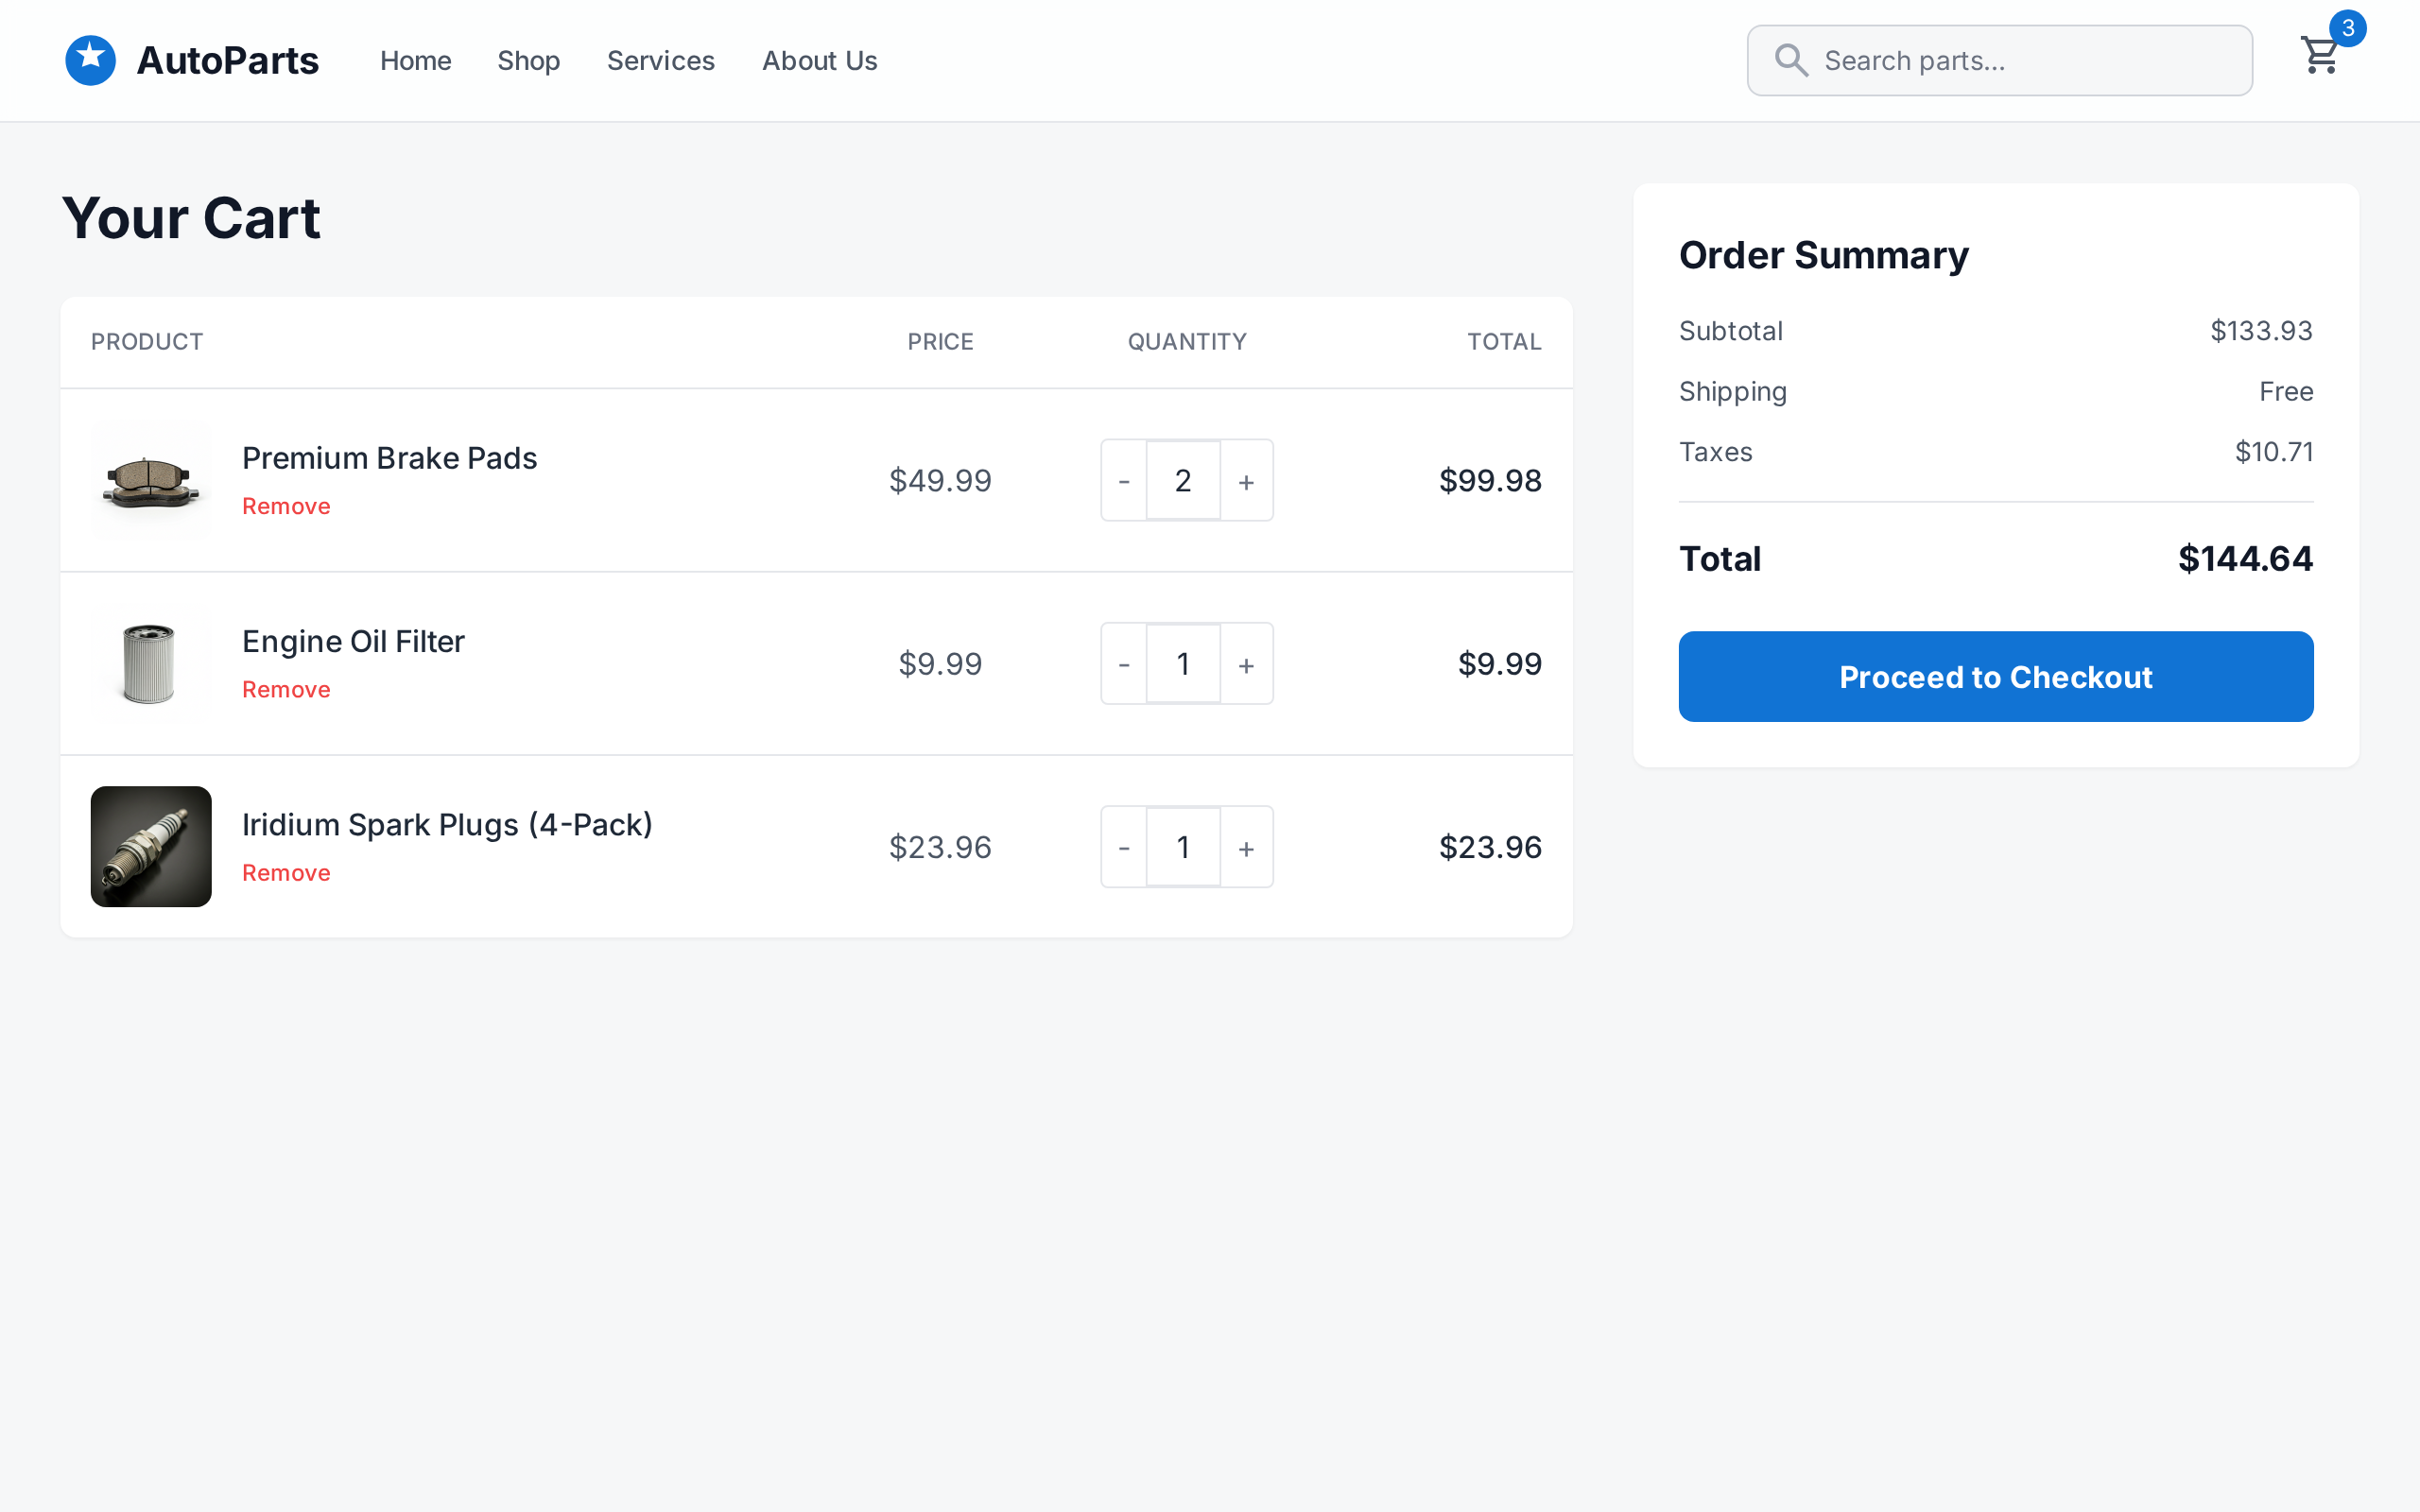 AutoParts Home Shop Services About Us Search parts... 3
Your Cart
PRODUCT PRICE QUANTITY TOTAL
Premium Brake Pads
Remove
$49.99 - 2 + $99.98
Engine Oil Filter
Remove
$9.99 - 1 + $9.99
Iridium Spark Plugs (4-Pack)
Remove
$23.96 - 1 + $23.96
Order Summary
Subtotal $133.93
Shipping Free
Taxes $10.71
Total $144.64
Proceed to Checkout